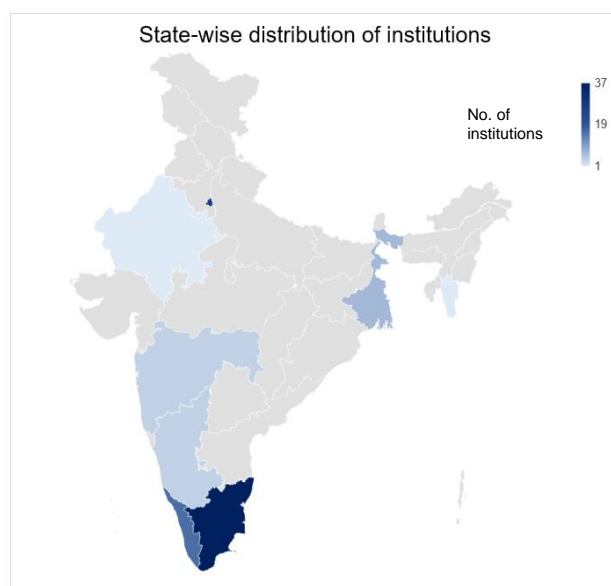 State-wise distribution of institutions
No. of
institutions
37
19
1